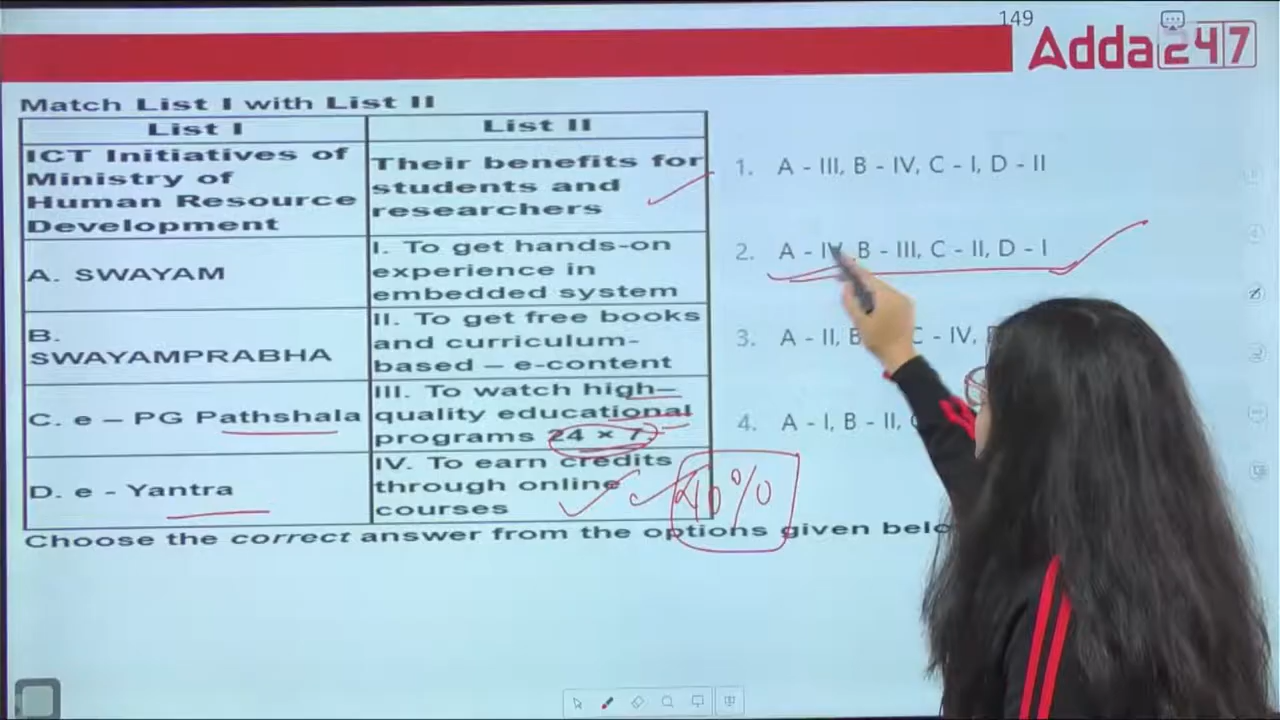 149
Adda247
Match List I with List II
List I
List II
ICT Initiatives of
Ministry of
Human Resource
Development
Their benefits for
students and
researchers
A. SWAYAM
I. To get hands-on
experience in
embedded system
B.
SWAYAMPRABHA
II. To get free books
and curriculum-
based – e-content
C. e – PG Pathshala
III. To watch high–
quality educational
programs 24 × 7.
D. e - Yantra
IV. To earn credits
through online
courses
40%
Choose the correct answer from the options given
1. A - III, B - IV, C - I, D - II
2. A - IV, B - III, C - II, D - I
3. A - II, B C - IV,
4. A - I, B - II,